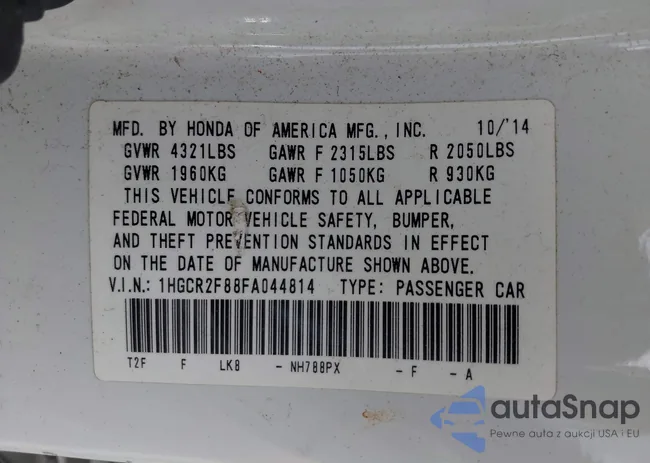 MFD. BY HONDA OF AMERICA MFG., INC. 10/'14
GVWR 4321LBS GAWR F 2315LBS R 2050LBS
GVWR 1960KG GAWR F 1050KG R 930KG
THIS VEHICLE CONFORMS TO ALL APPLICABLE
FEDERAL MOTOR VEHICLE SAFETY, BUMPER,
AND THEFT PREVENTION STANDARDS IN EFFECT
ON THE DATE OF MANUFACTURE SHOWN ABOVE.
V.I.N.: 1HGCR2F88FA044814 TYPE: PASSENGER CAR
T2F F LK8 - NH788PX - F - A
autaSnap
Pewne auta z aukcji USA i EU